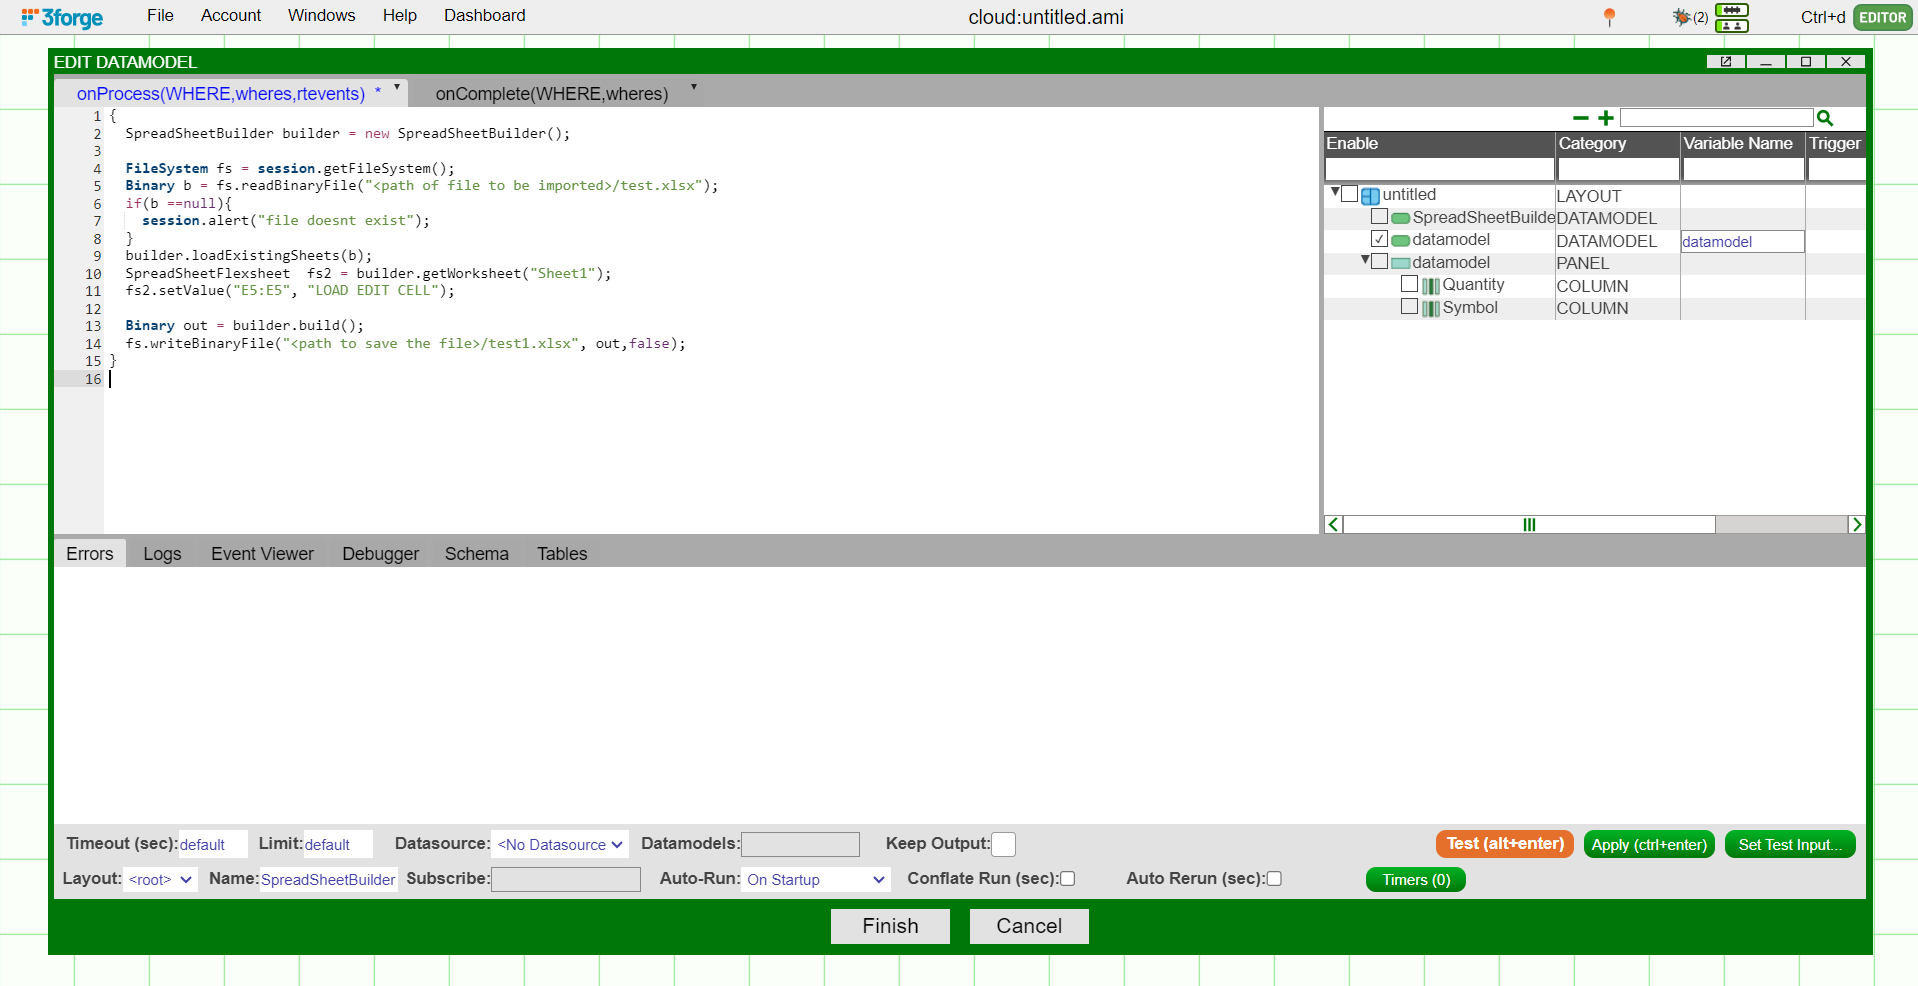 3forge File Account Windows Help Dashboard cloud:untitled.ami (2) Ctrl+d EDITOR
EDIT DATAMODEL
onProcess(WHERE,wheres,rtevents) * onComplete(WHERE,wheres)
1 {
2 SpreadSheetBuilder builder = new SpreadSheetBuilder();
3
4 FileSystem fs = session.getFileSystem();
5 Binary b = fs.readBinaryFile("<path of file to be imported>/test.xlsx");
6 if(b ==null){
7 session.alert("file doesnt exist");
8 }
9 builder.loadExistingSheets(b);
10 SpreadSheetFlexsheet fs2 = builder.getWorksheet("Sheet1");
11 fs2.setValue("E5:E5", "LOAD EDIT CELL");
12
13 Binary out = builder.build();
14 fs.writeBinaryFile("<path to save the file>/test1.xlsx", out,false);
15 }
16
Enable Category Variable Name Trigger
untitled LAYOUT
SpreadSheetBuilde DATAMODEL
datamodel DATAMODEL datamodel
datamodel PANEL
Quantity COLUMN
Symbol COLUMN
Errors Logs Event Viewer Debugger Schema Tables
Timeout (sec): default Limit: default Datasource: <No Datasource Datamodels: Keep Output: Test (alt+enter) Apply (ctrl+enter) Set Test Input...
Layout: <root> Name: SpreadSheetBuilder Subscribe: Auto-Run: On Startup Conflate Run (sec): Auto Rerun (sec): Timers (0)
Finish Cancel